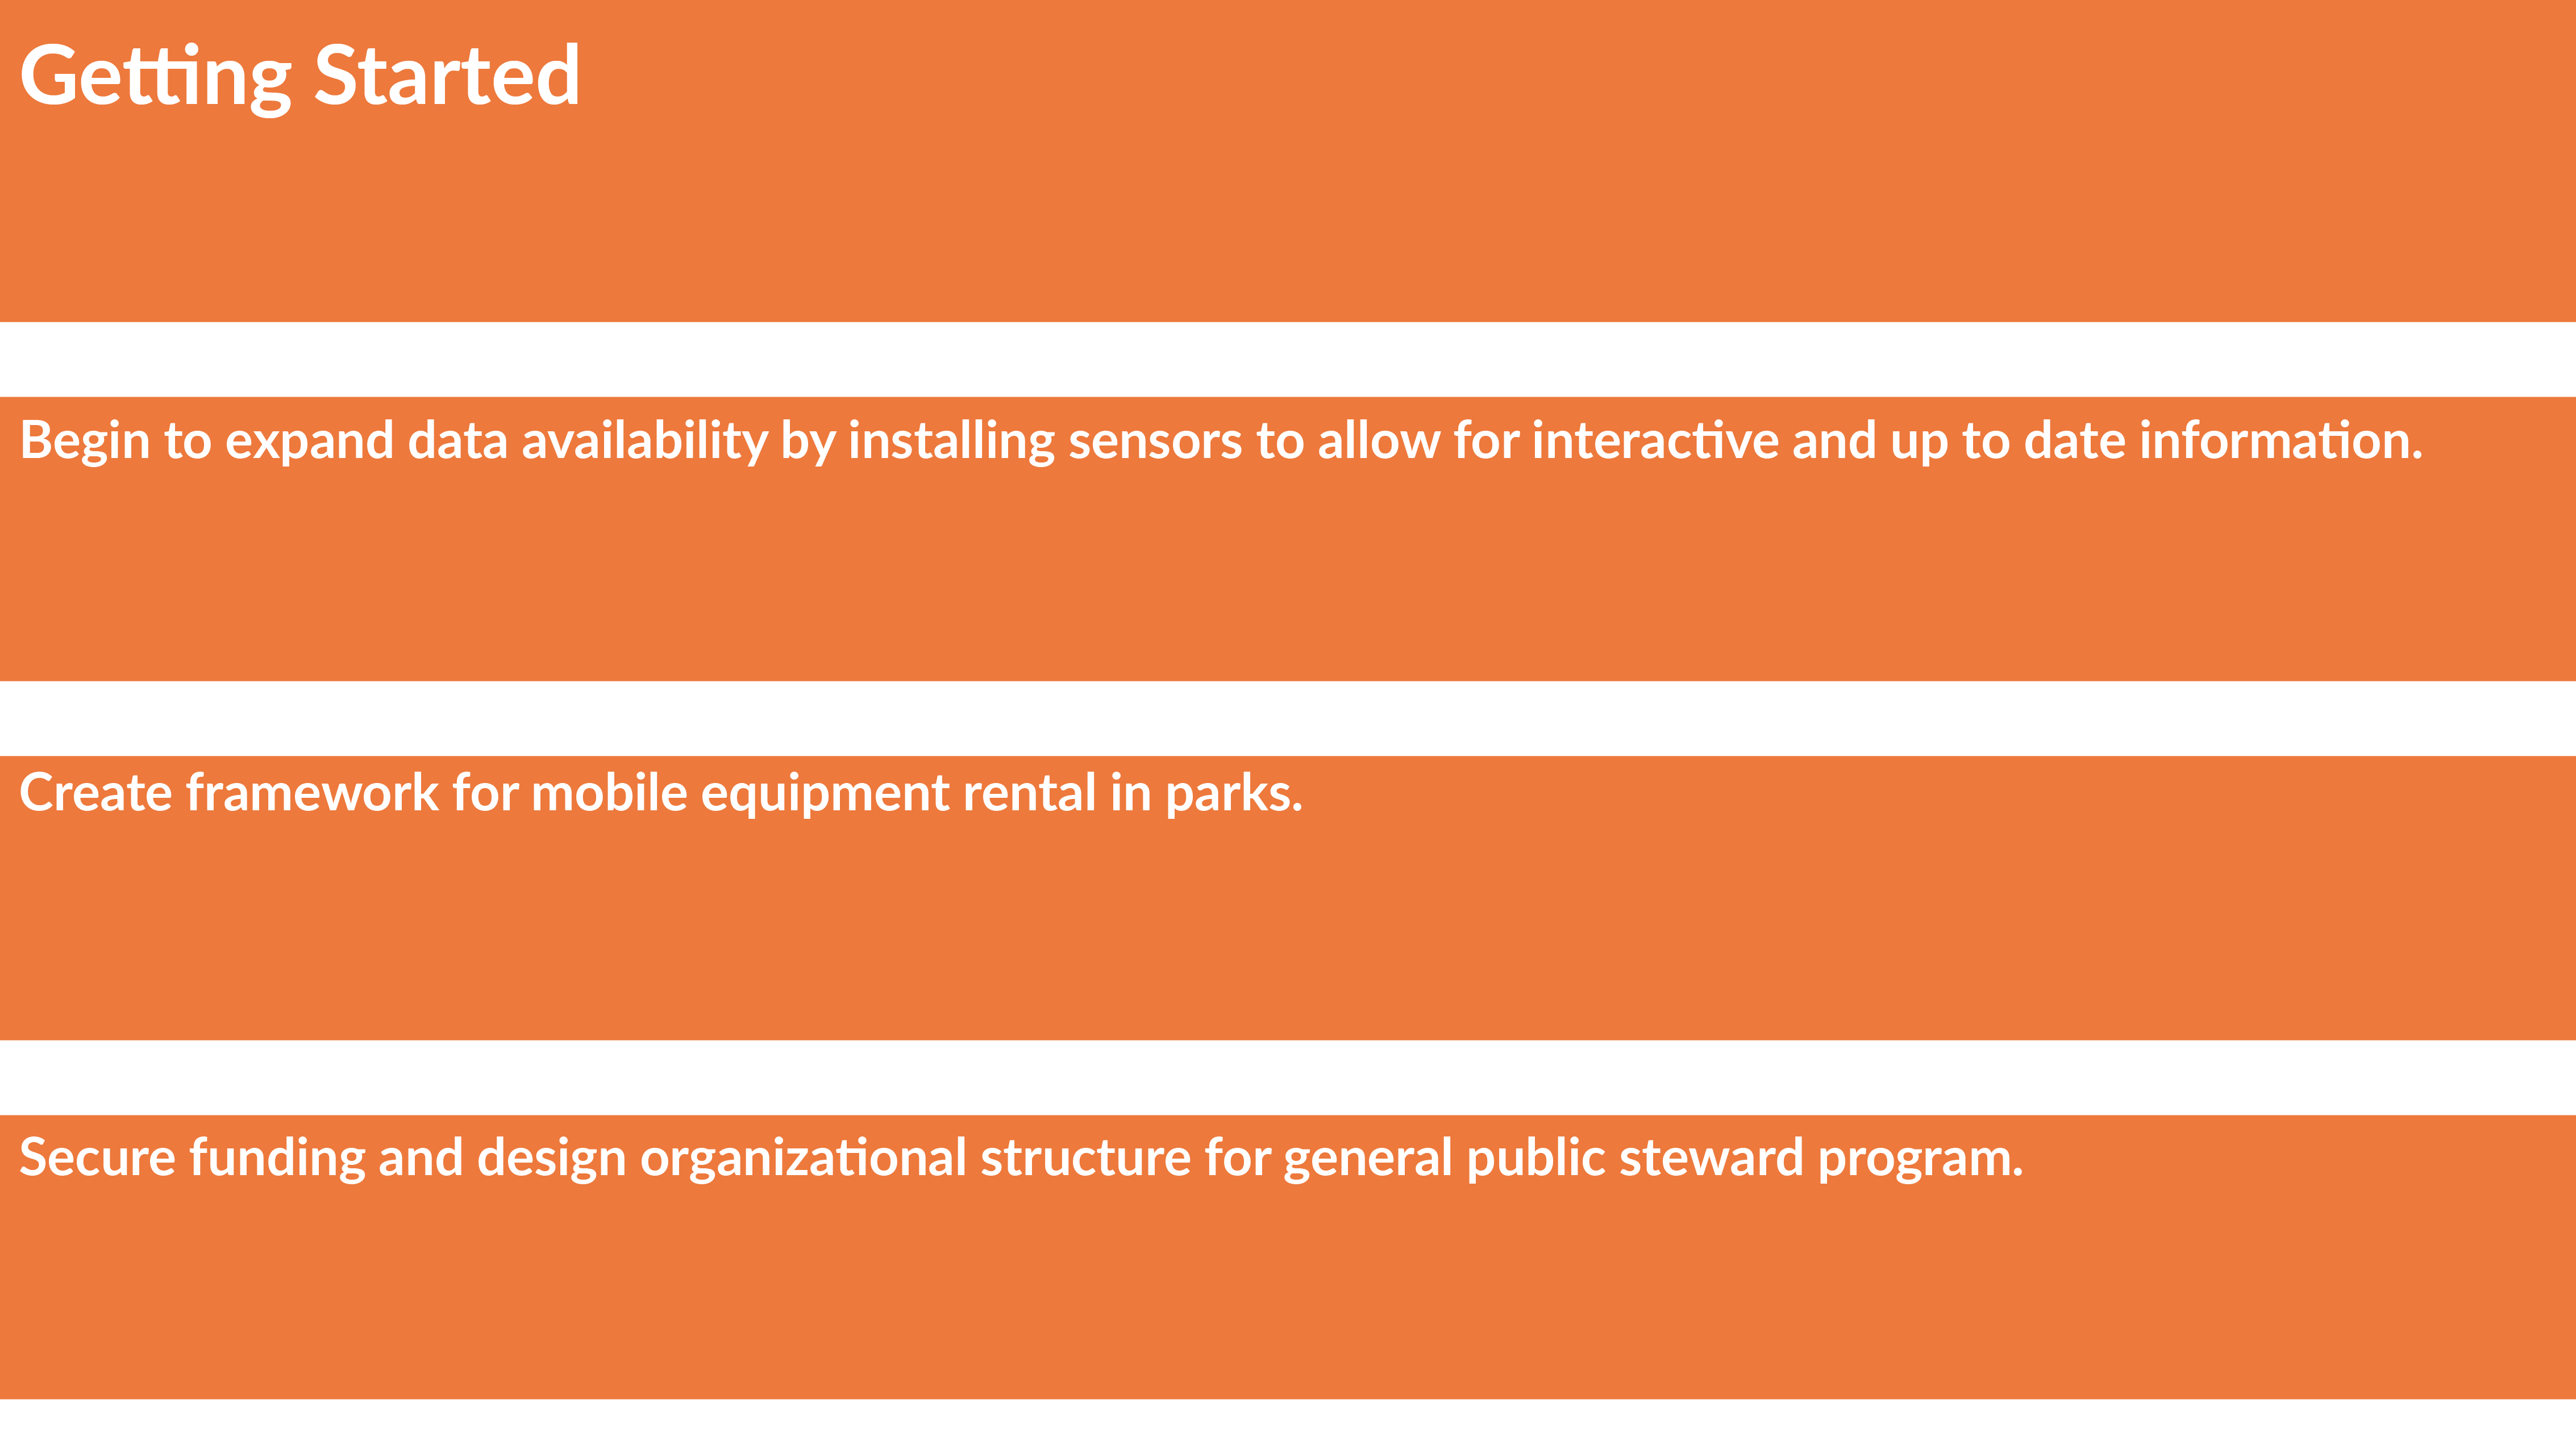 Getting Started
Begin to expand data availability by installing sensors to allow for interactive and up to date information.
Create framework for mobile equipment rental in parks.
Secure funding and design organizational structure for general public steward program.